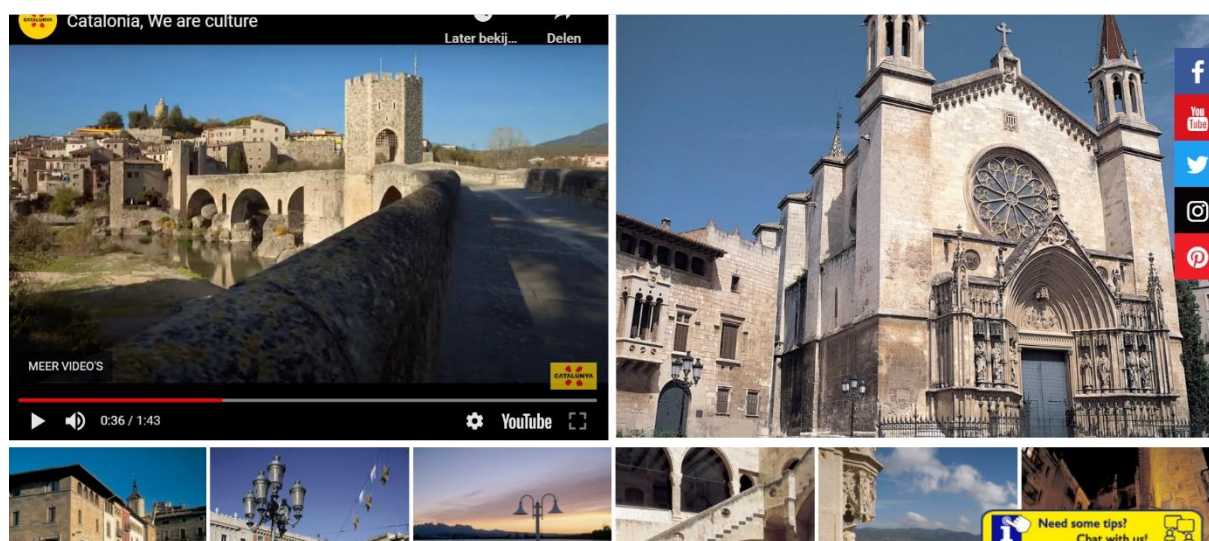 CATALUNYA
Catalonia, We are culture
Later bekij...
Delen
MEER VIDEO'S
CATALUNYA
0:36 / 1:43
YouTube
You
Tube
Need some tips?
Chat with us!